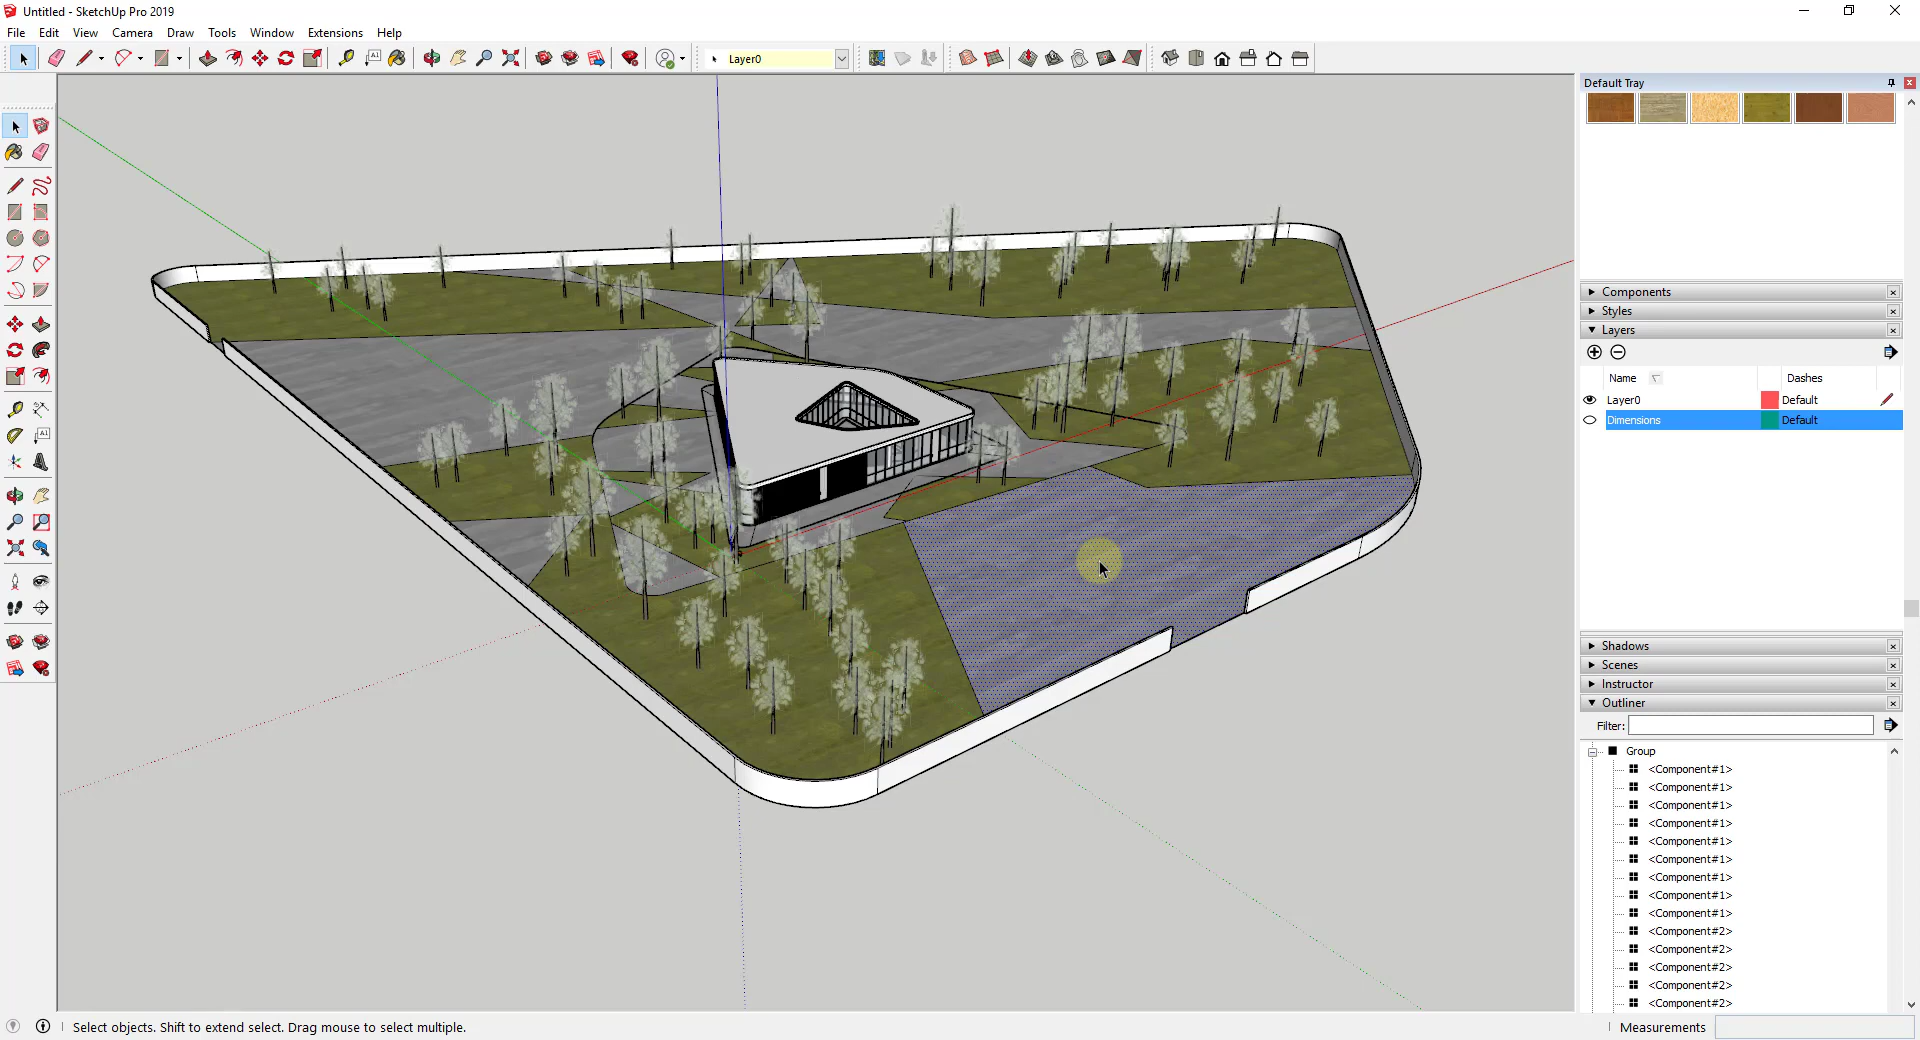 Untitled - SketchUp Pro 2019
File Edit View Camera Draw Tools Window Extensions Help
Layer0
Default Tray
Components
Styles
Layers
Name Dashes
Layer0 Default
Dimensions Default
Shadows
Scenes
Instructor
Outliner
Filter:
Group
<Component#1>
<Component#1>
<Component#1>
<Component#1>
<Component#1>
<Component#1>
<Component#1>
<Component#1>
<Component#1>
<Component#2>
<Component#2>
<Component#2>
<Component#2>
<Component#2>
Select objects. Shift to extend select. Drag mouse to select multiple.
Measurements